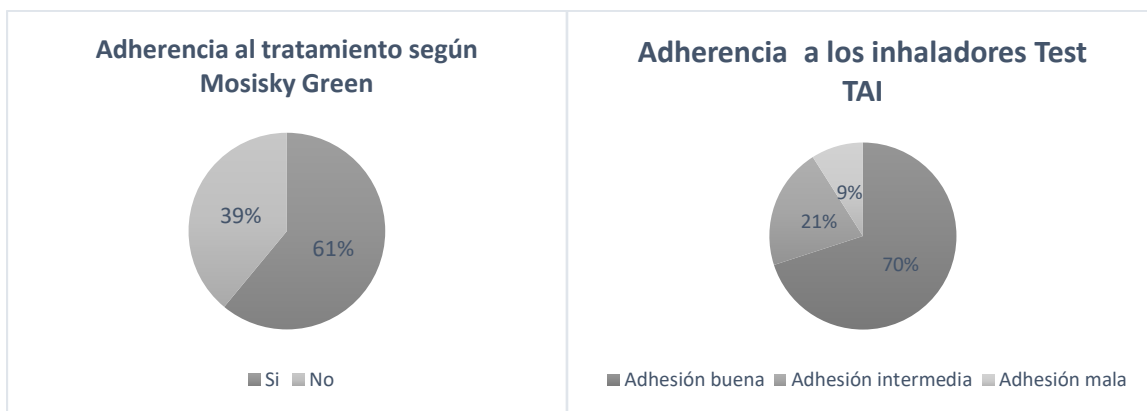 Adherencia al tratamiento según
Mosisky Green
39%
61%
Si No
Adherencia a los inhaladores Test
TAI
9%
21%
70%
Adhesión buena Adhesión intermedia Adhesión mala